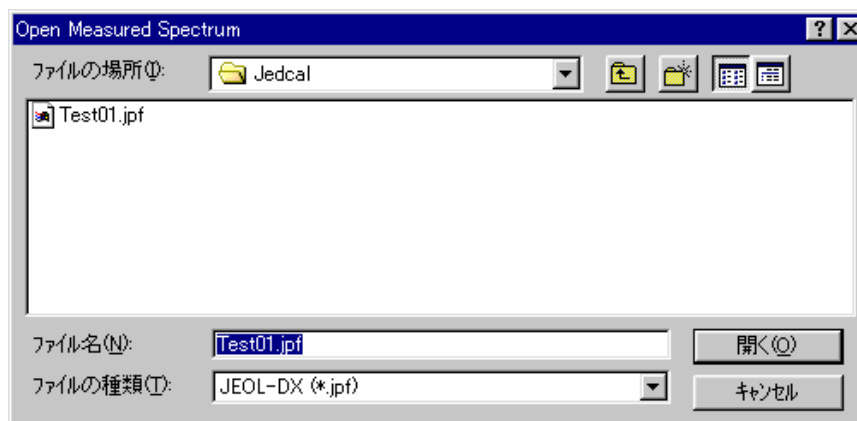 Open Measured Spectrum
ファイルの場所(I):
Jedcal
Test01.jpf
ファイル名(N):
Test01.jpf
開く(O)
ファイルの種類(T):
JEOL-DX (*.jpf)
キャンセル